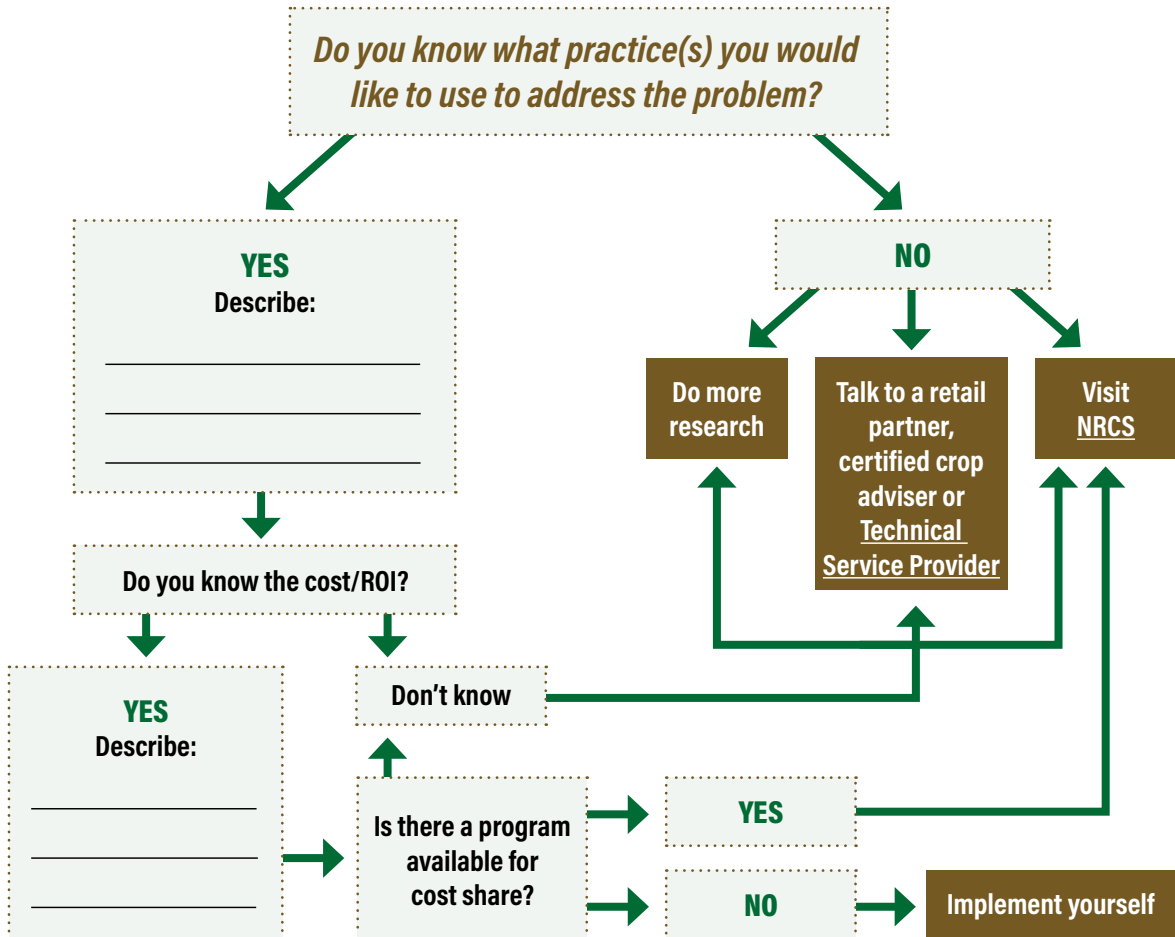 Do you know what practice(s) you would
like to use to address the problem?
YES
Describe:
NO
Do more
research
Talk to a retail
partner,
certified crop
adviser or
Technical
Service Provider
Visit
NRCS
Do you know the cost/ROI?
YES
Describe:
Don’t know
Is there a program
available for
cost share?
YES
NO
Implement yourself